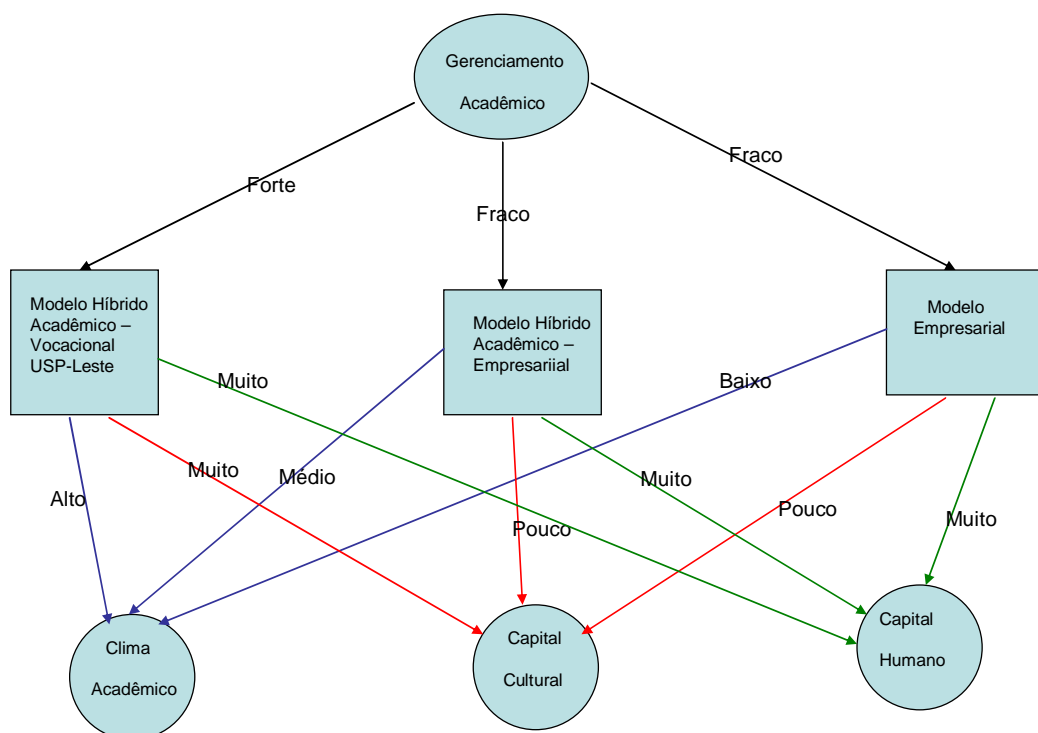 Gerenciamento
Acadêmico
Fraco
Forte
Fraco
Modelo Híbrido
Acadêmico –
Vocacional
USP-Leste
Modelo Híbrido
Acadêmico –
Empresariial
Modelo
Empresarial
Muito
Baixo
Muito
Médio
Muito
Alto
Pouco
Pouco
Muito
Clima
Acadêmico
Capital
Cultural
Capital
Humano